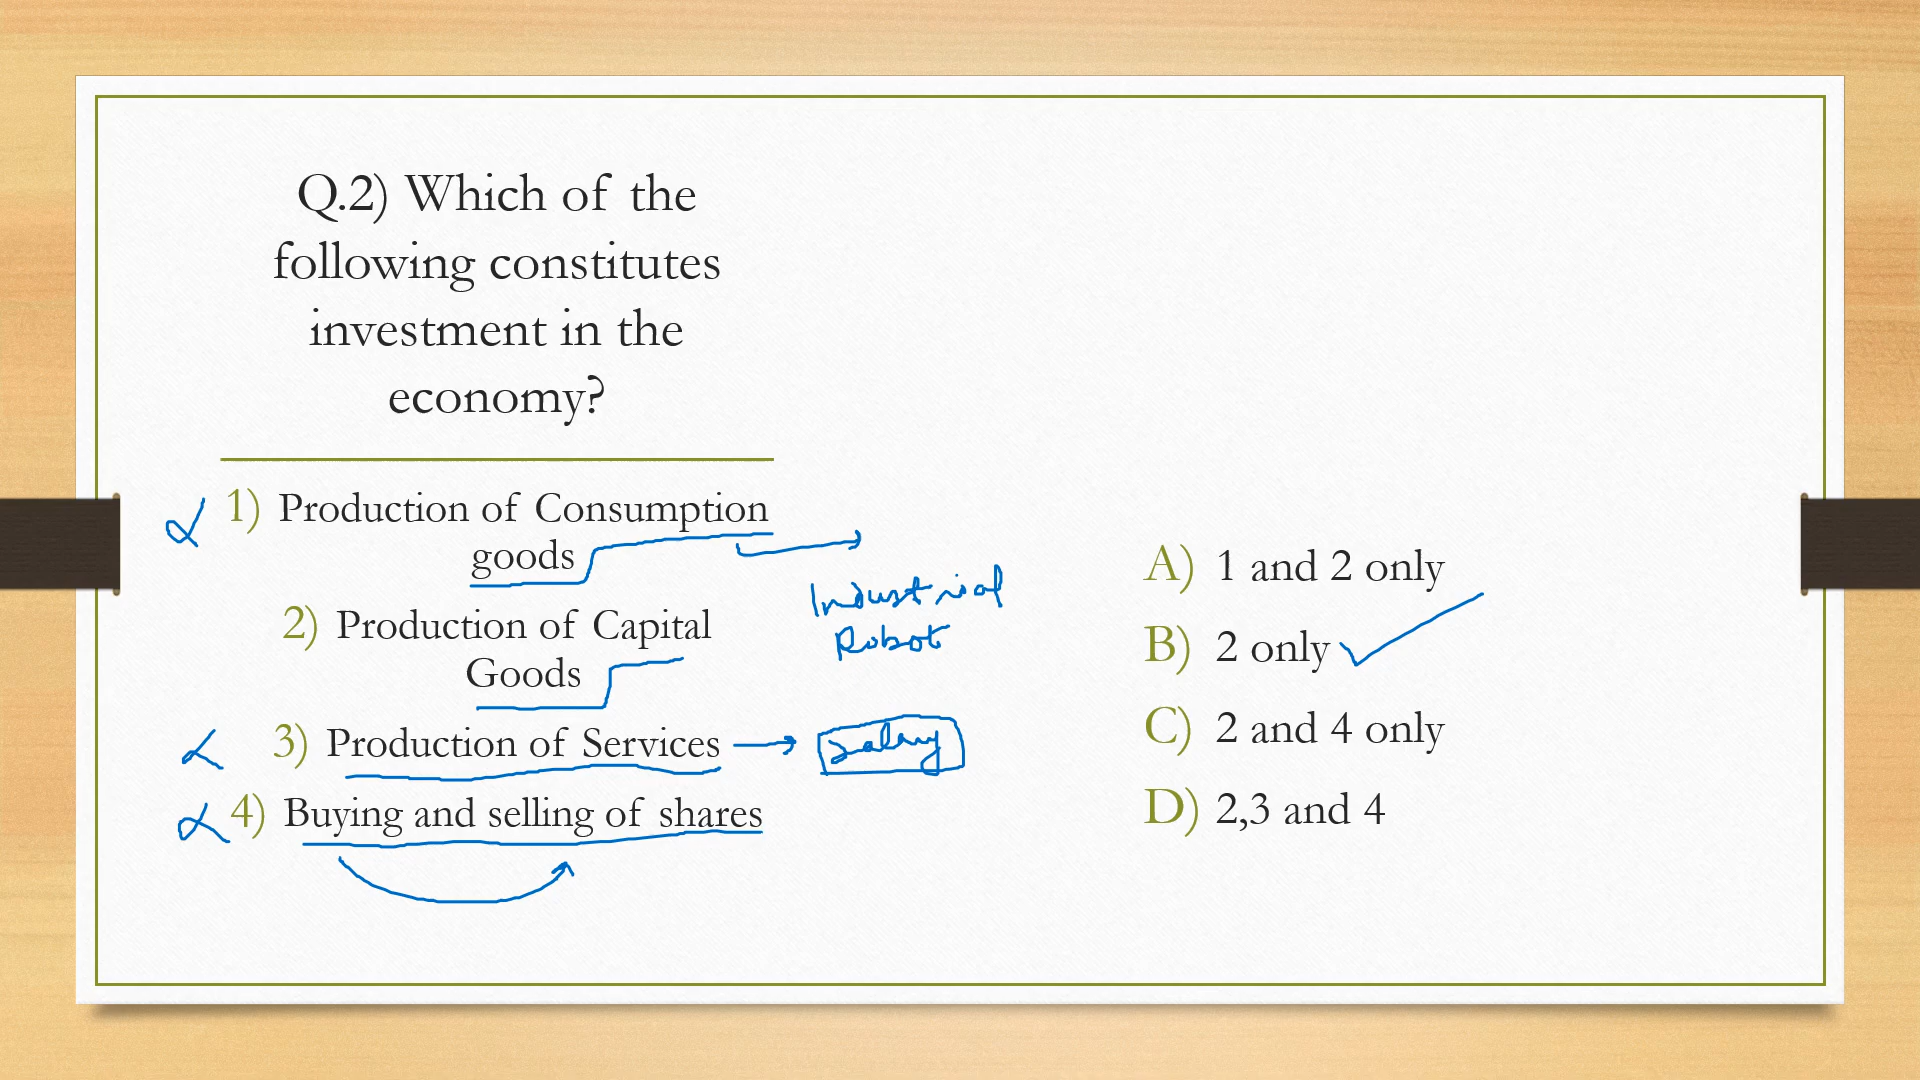 Q.2) Which of the
following constitutes
investment in the
economy?
1) Production of Consumption
goods
2) Production of Capital
Goods
3) Production of Services
4) Buying and selling of shares
Industrial
Robot
Salary
A) 1 and 2 only
B) 2 only
C) 2 and 4 only
D) 2,3 and 4